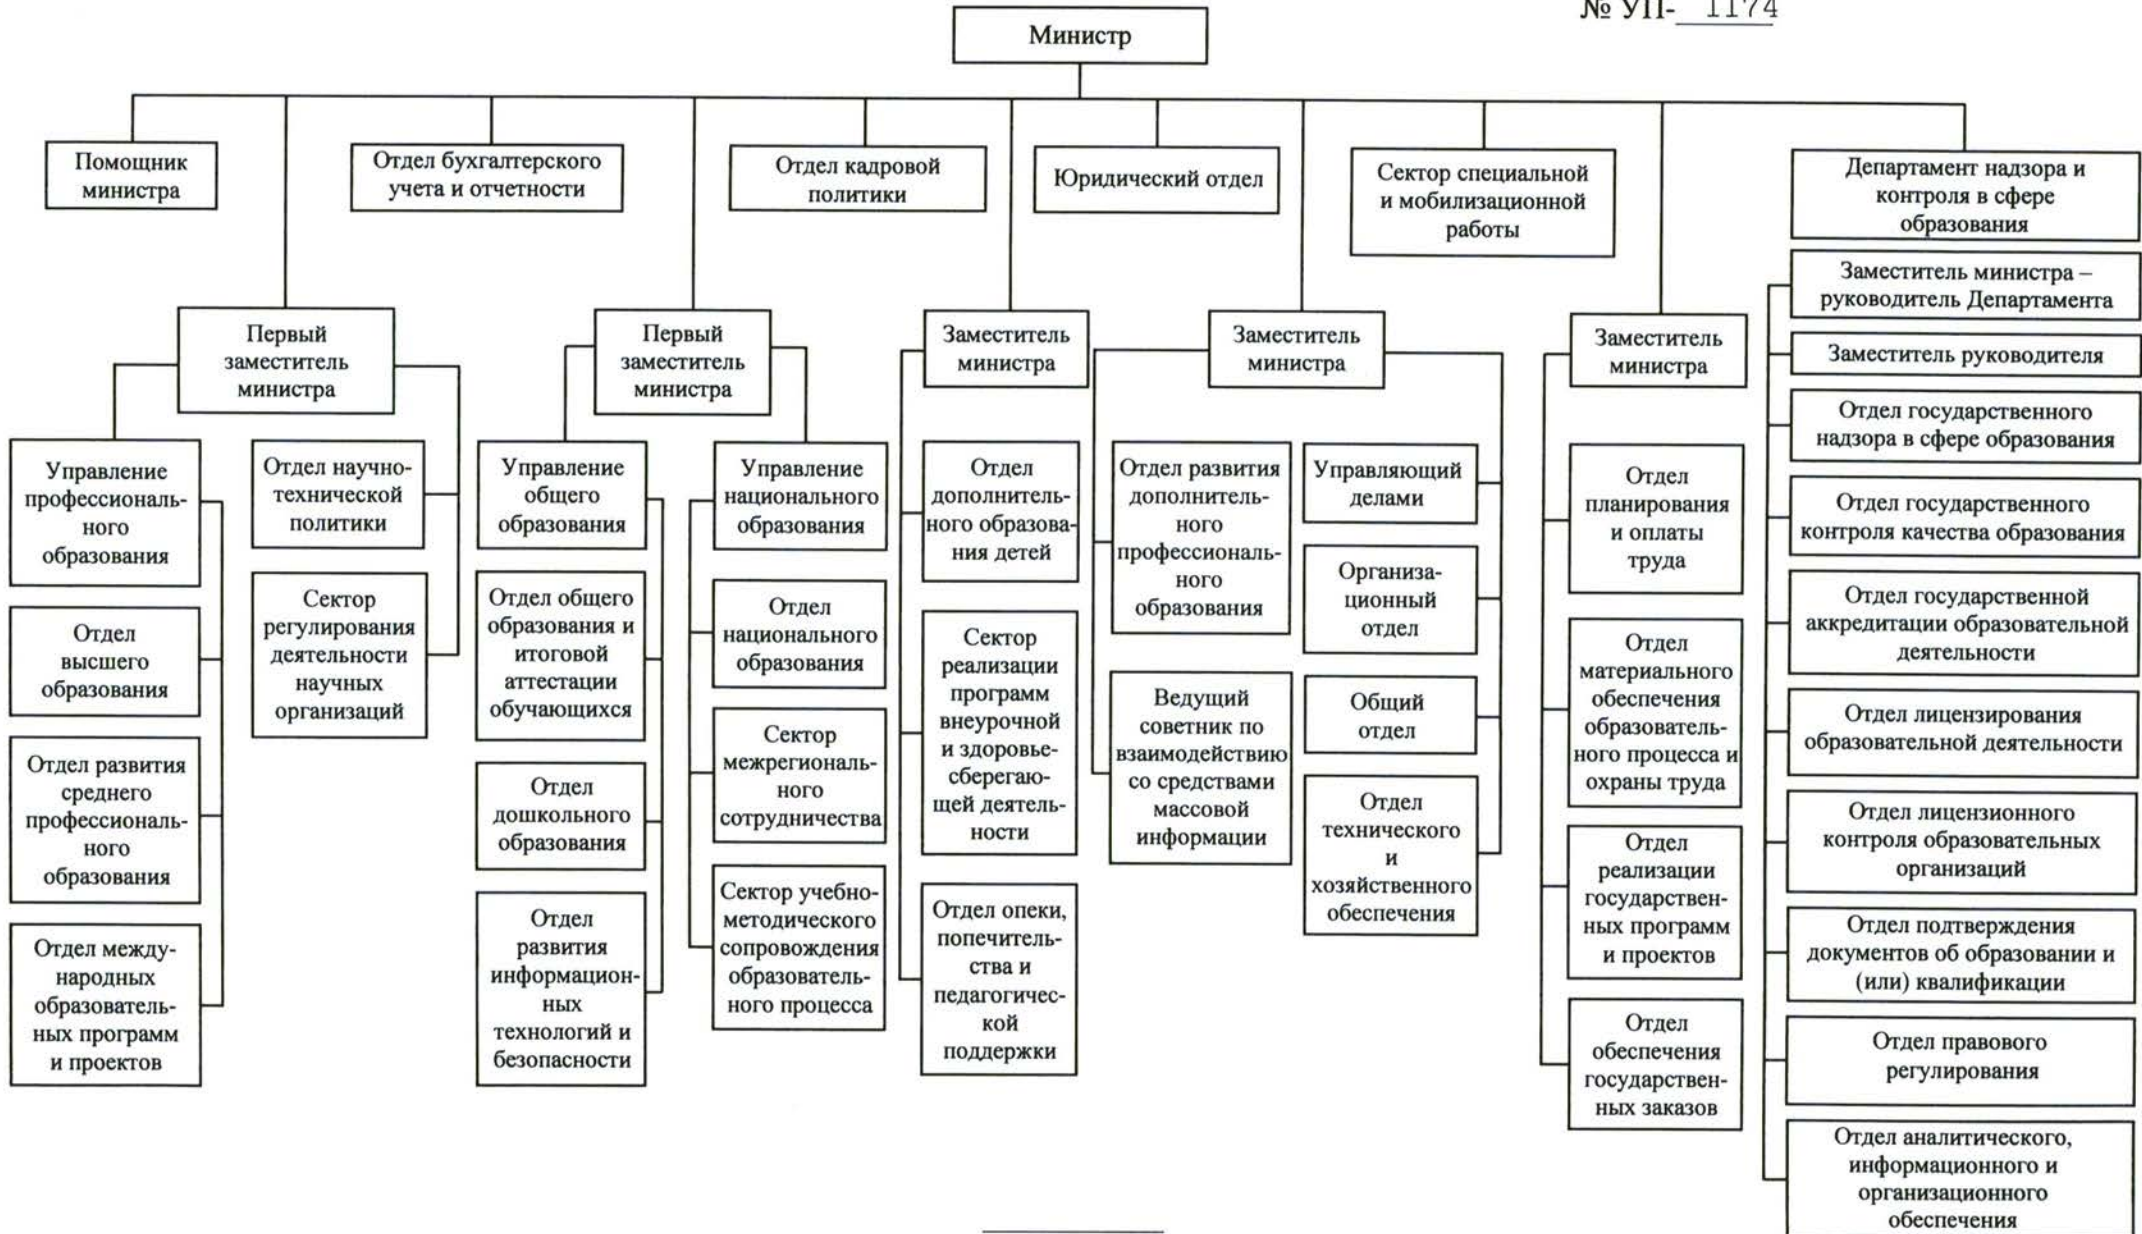 № УП- 1174
Министр
Помощник
министра
Отдел бухгалтерского
учета и отчетности
Отдел кадровой
политики
Юридический отдел
Сектор специальной
и мобилизационной
работы
Департамент надзора и
контроля в сфере
образования
Первый
заместитель
министра
Первый
заместитель
министра
Заместитель
министра
Заместитель
министра
Заместитель
министра
Управление
профессиональ-
ного
образования
Отдел
высшего
образования
Отдел развития
среднего
профессиональ-
ного
образования
Отдел между-
народных
образователь-
ных программ
и проектов
Отдел научно-
технической
политики
Сектор
регулирования
деятельности
научных
организаций
Управление
общего
образования
Отдел общего
образования и
итоговой
аттестации
обучающихся
Отдел
дошкольного
образования
Отдел
развития
информацион-
ных
технологий и
безопасности
Управление
национального
образования
Отдел
национального
образования
Сектор
межрегиональ-
ного
сотрудничества
Сектор учебно-
методического
сопровождения
образователь-
ного процесса
Отдел
дополнитель-
ного образова-
ния детей
Сектор
реализации
программ
внеурочной
и здоровье-
сберегаю-
щей деятель-
ности
Отдел опеки,
попечитель-
ства и
педагогичес-
кой
поддержки
Отдел развития
дополнитель-
ного
профессиональ-
ного
образования
Ведущий
советник по
взаимодействию
со средствами
массовой
информации
Управляющий
делами
Организа-
ционный
отдел
Общий
отдел
Отдел
технического
и
хозяйственного
обеспечения
Отдел
планирования
и оплаты
труда
Отдел
материального
обеспечения
образователь-
ного процесса и
охраны труда
Отдел
реализации
государствен-
ных программ
и проектов
Отдел
обеспечения
государствен-
ных заказов
Заместитель министра –
руководитель Департамента
Заместитель руководителя
Отдел государственного
надзора в сфере образования
Отдел государственного
контроля качества образования
Отдел государственной
аккредитации образовательной
деятельности
Отдел лицензирования
образовательной деятельности
Отдел лицензионного
контроля образовательных
организаций
Отдел подтверждения
документов об образовании и
(или) квалификации
Отдел правового
регулирования
Отдел аналитического,
информационного и
организационного
обеспечения